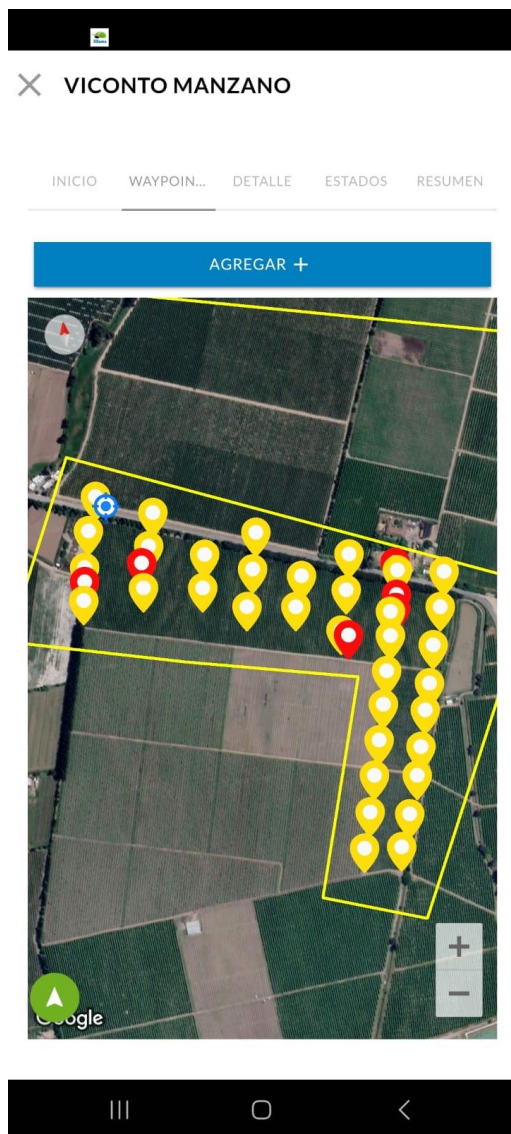 VICONTO MANZANO
INICIO WAYPOIN... DETALLE ESTADOS RESUMEN
AGREGAR +
Google